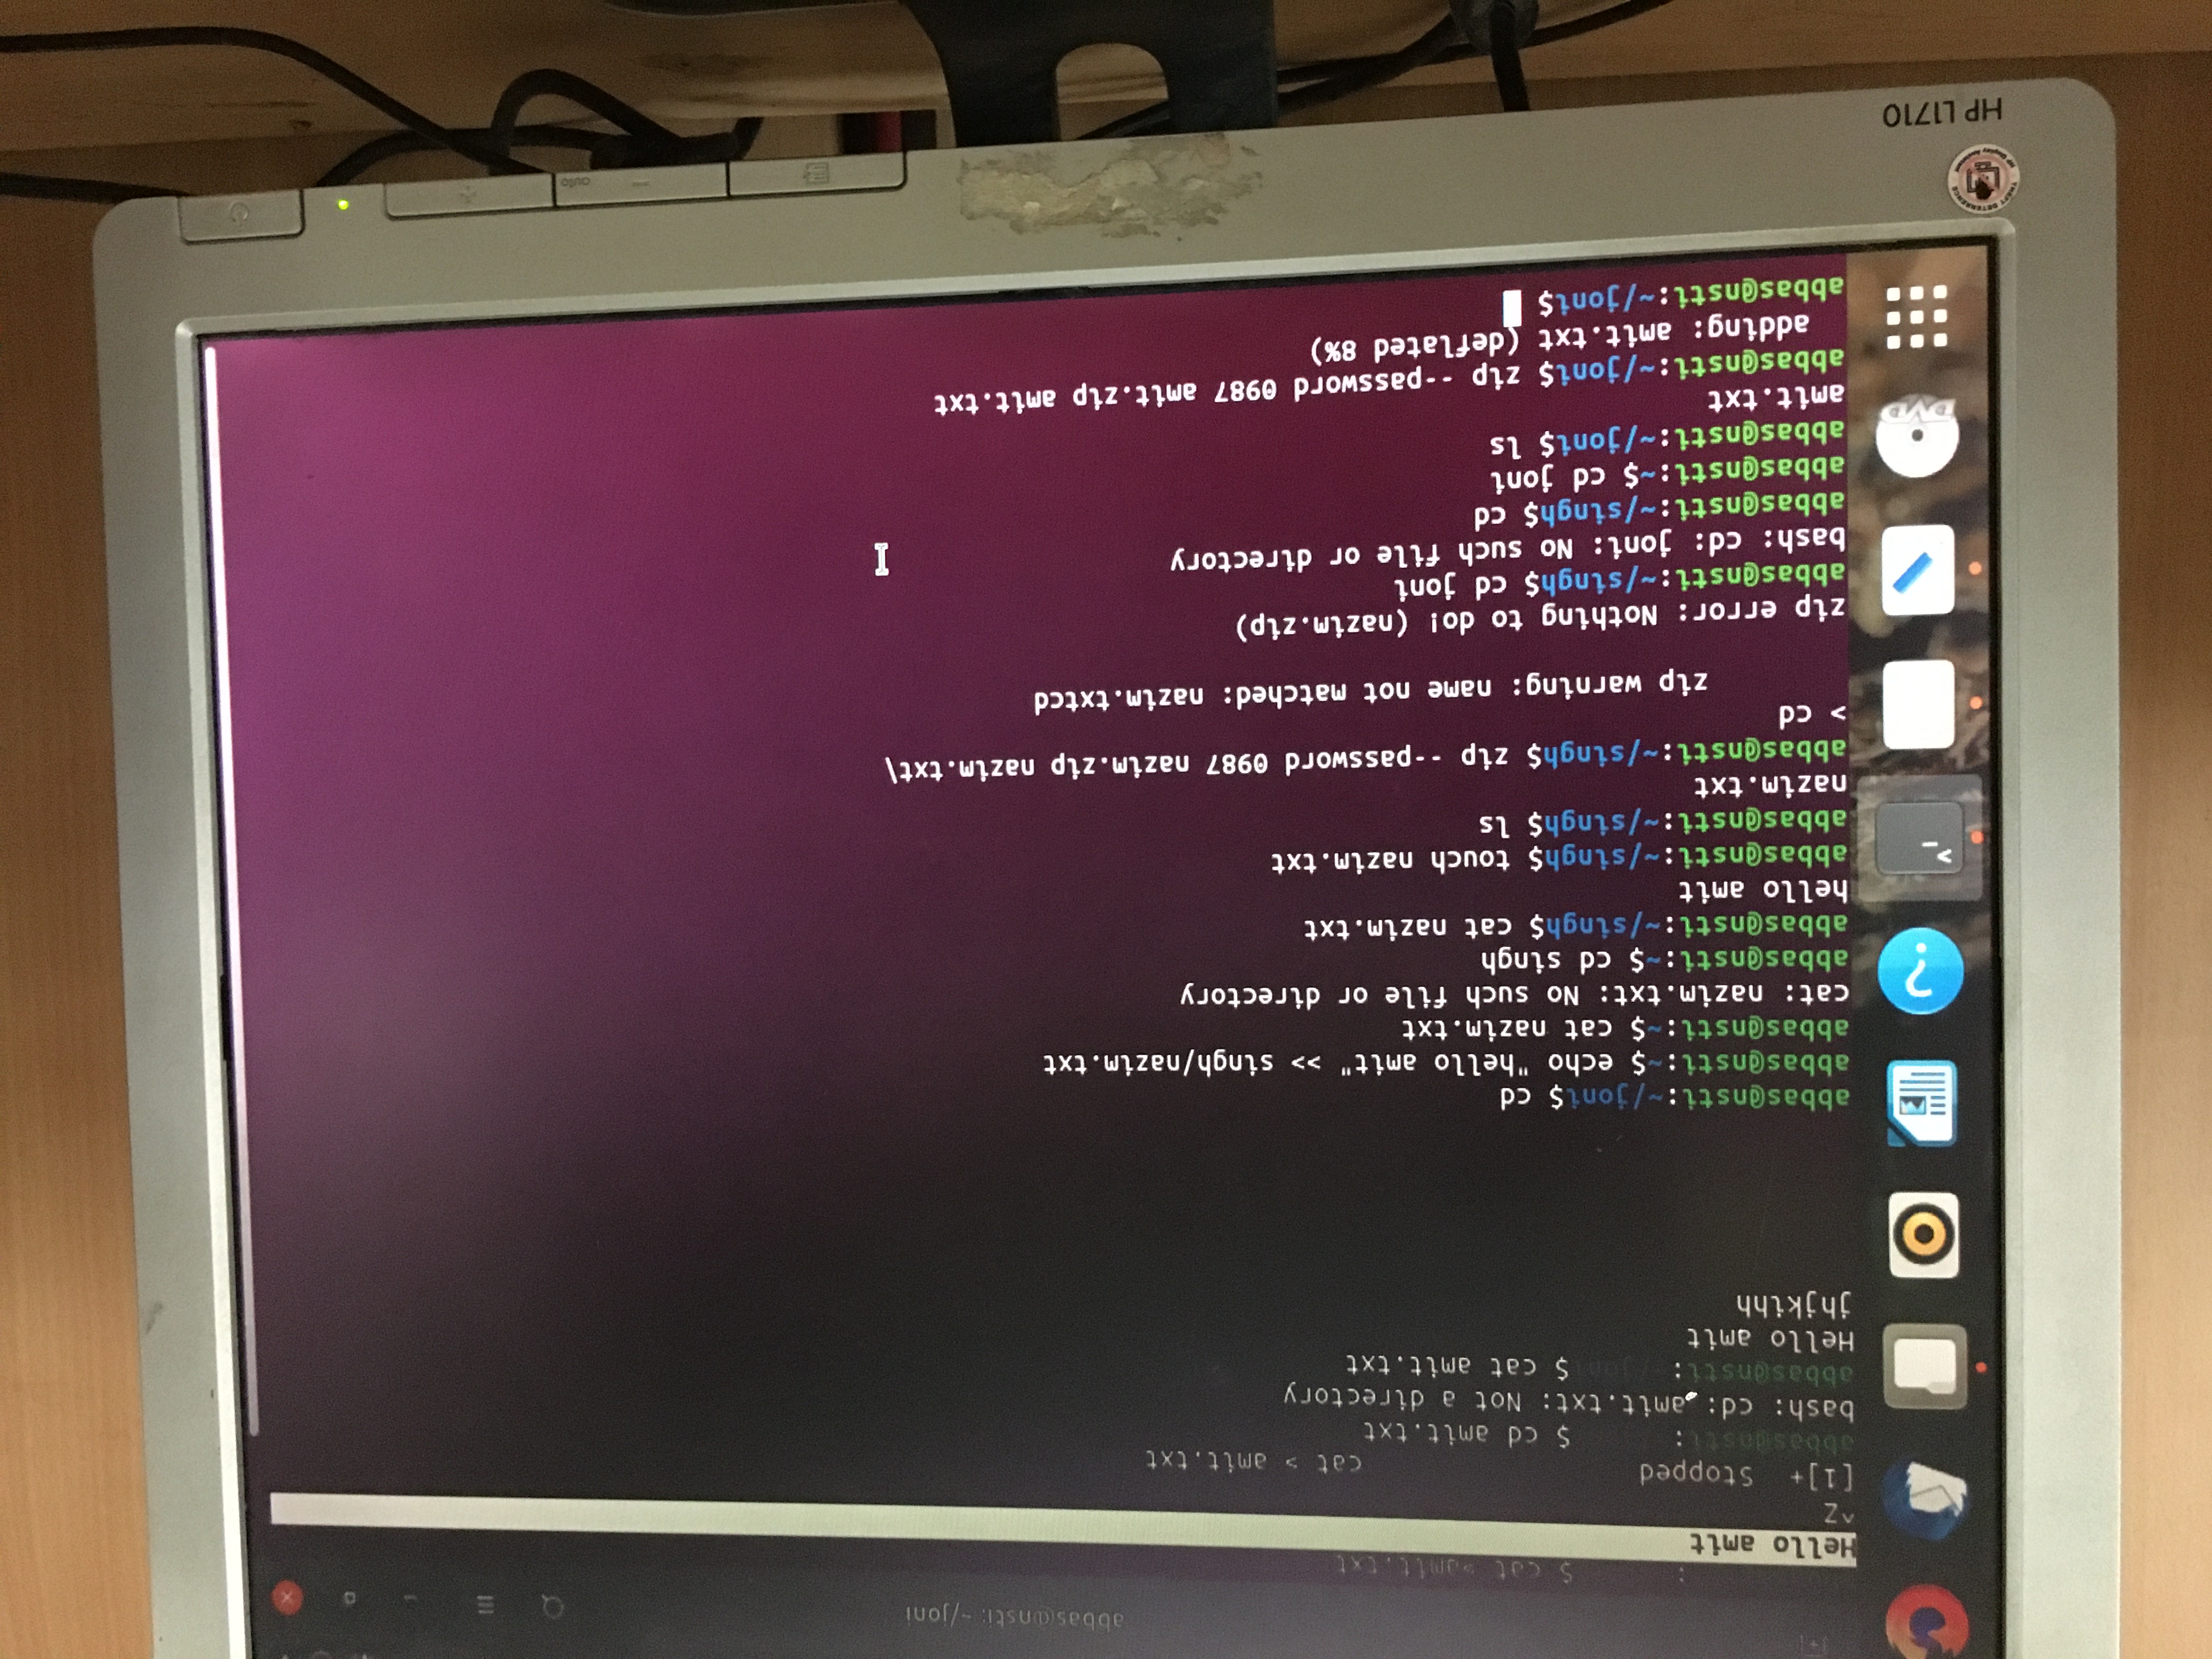 abbas@nsti: ~/joni
: $ cat >amit.txt
Hello amit
^Z
[1]+ Stopped cat > amit.txt
abbas@nsti: $ cd amit.txt
bash: cd: amit.txt: Not a directory
abbas@nsti:~/joni$ cat amit.txt
Hello amit
jhjkihh
abbas@nsti:~/joni$ cd
abbas@nsti:~$ echo "hello amit" >> singh/nazim.txt
abbas@nsti:~$ cat nazim.txt
cat: nazim.txt: No such file or directory
abbas@nsti:~$ cd singh
abbas@nsti:~/singh$ cat nazim.txt
hello amit
abbas@nsti:~/singh$ touch nazim.txt
abbas@nsti:~/singh$ ls
nazim.txt
abbas@nsti:~/singh$ zip --password 0987 nazim.zip nazim.txt\
> cd
zip warning: name not matched: nazim.txtcd
zip error: Nothing to do! (nazim.zip)
abbas@nsti:~/singh$ cd joni
bash: cd: joni: No such file or directory
abbas@nsti:~/singh$ cd
abbas@nsti:~$ cd joni
abbas@nsti:~/joni$ ls
amit.txt
abbas@nsti:~/joni$ zip --password 0987 amit.zip amit.txt
adding: amit.txt (deflated 8%)
abbas@nsti:~/joni$
DVD
THEFT DETERRENCE
HP Display Assistant
auto
HP L1710